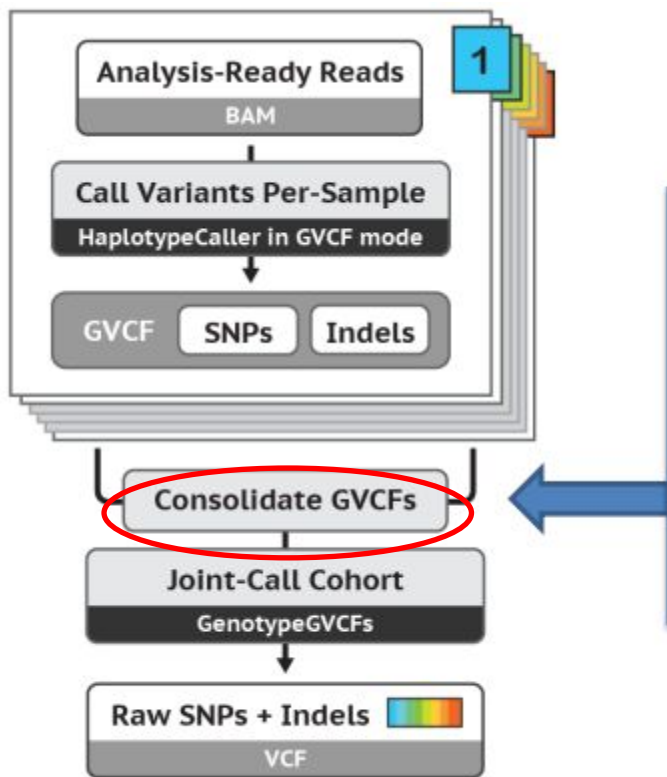 1
Analysis-Ready Reads
BAM
Call Variants Per-Sample
HaplotypeCaller in GVCF mode
GVCF SNPs Indels
Consolidate GVCFs
Joint-Call Cohort
GenotypeGVCFs
Raw SNPs + Indels
VCF